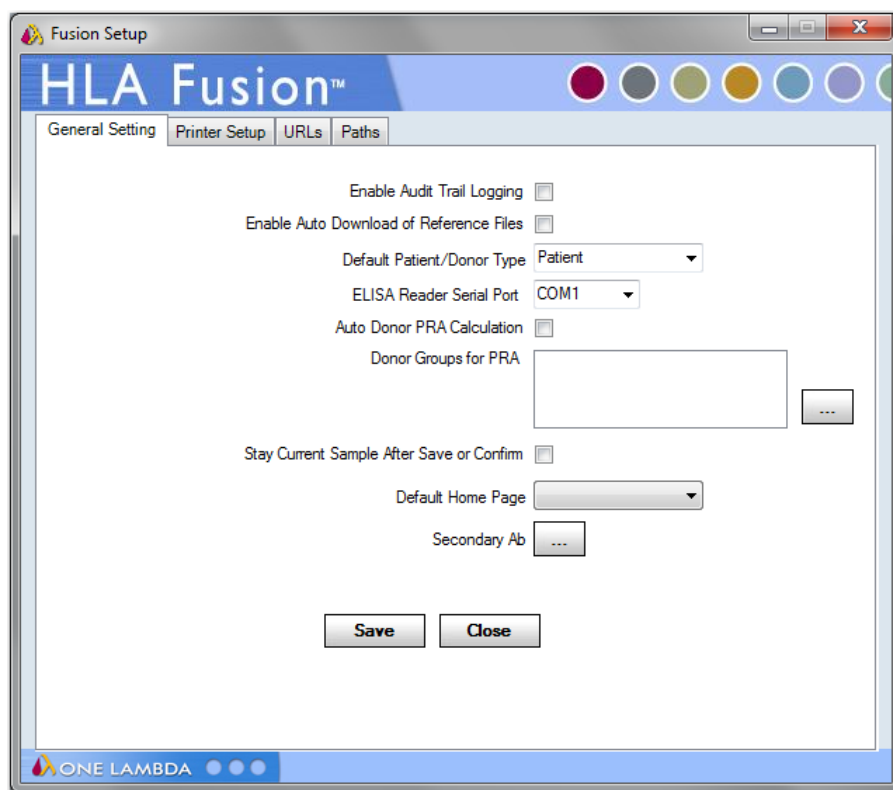 Fusion Setup
HLA Fusion™
General Setting Printer Setup URLs Paths
Enable Audit Trail Logging
Enable Auto Download of Reference Files
Default Patient/Donor Type Patient
ELISA Reader Serial Port COM1
Auto Donor PRA Calculation
Donor Groups for PRA
...
Stay Current Sample After Save or Confirm
Default Home Page
Secondary Ab ...
Save Close
ONE LAMBDA